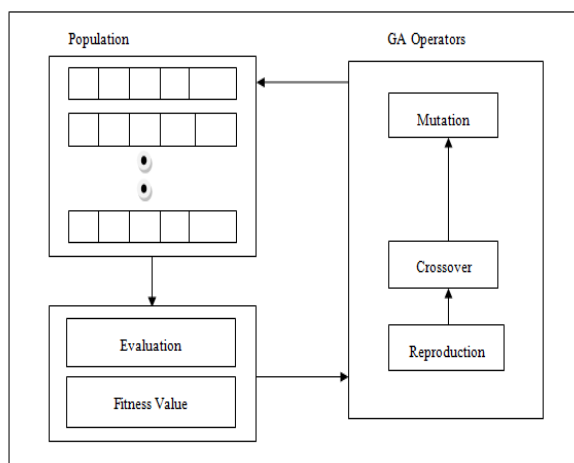 Population
GA Operators
Mutation
Crossover
Reproduction
Evaluation
Fitness Value